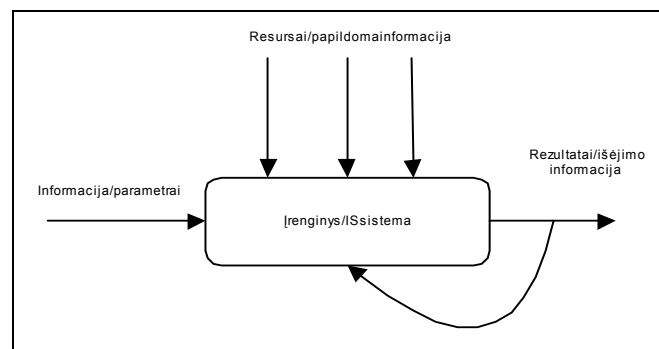 Resursai/papildomainformacija
Rezultatai/išėjimo
informacija
Informacija/parametrai
Įrenginys/ISsistema